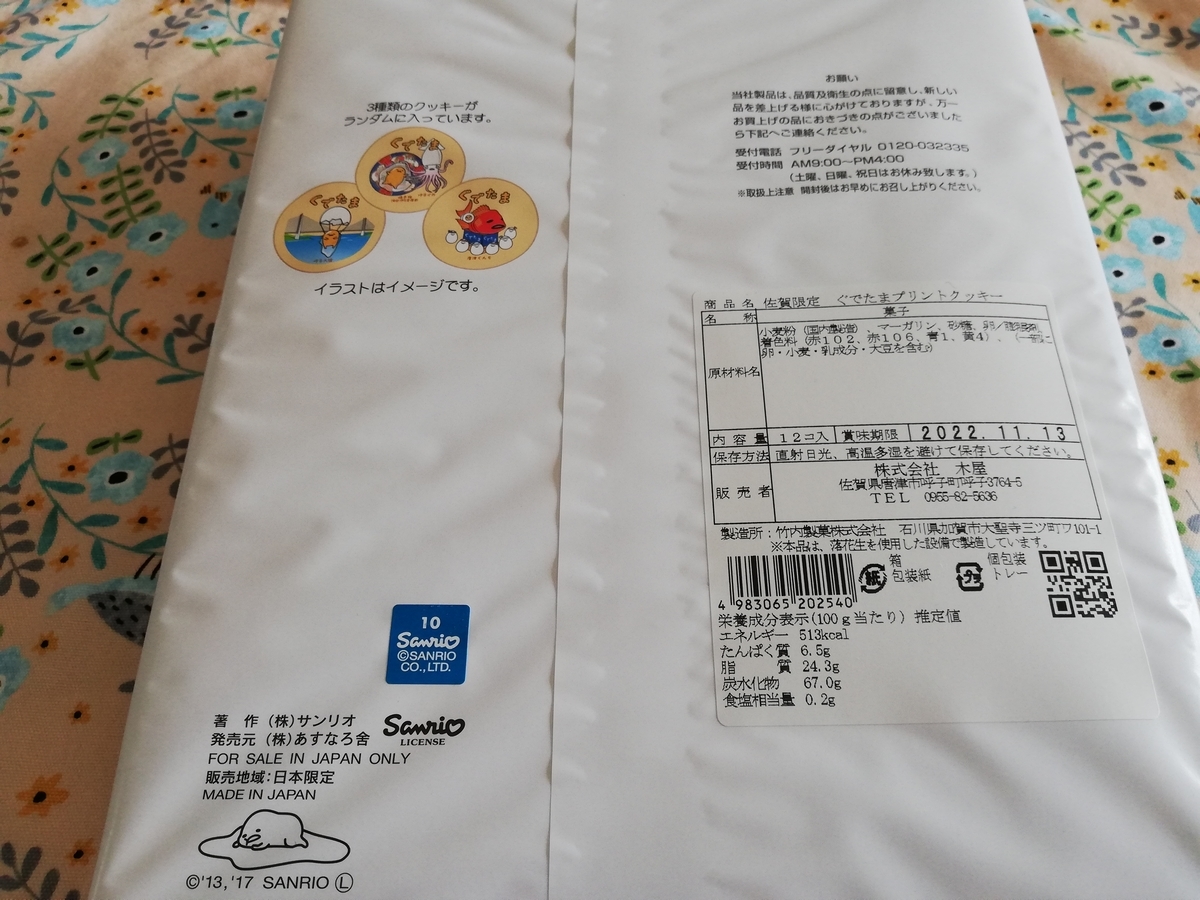 3種類のクッキーが
ランダムに入っています。
ぐでたま
ぐでたま
ぐでたま
イラストはイメージです。
10
Sanrio
©SANRIO
CO.,LTD.
著 作 (株)サンリオ
発売元 (株)あすなろ舎
Sanrio
LICENSE
FOR SALE IN JAPAN ONLY
販売地域:日本限定
MADE IN JAPAN
©'13,'17 SANRIO Ⓛ
お願い
当社製品は、品質及衛生の点に留意し、新しい
品を差上げる様に心がけておりますが、万一
お買上げの品におきづきの点がございました
ら下記へご連絡ください。
受付電話 フリーダイヤル 0120-032335
受付時間 AM9:00〜PM4:00
(土曜、日曜、祝日はお休み致します。)
※取扱上注意 開封後はお早めにお召し上がりください。
商品名 佐賀限定 ぐでたまプリントクッキー
名称 菓子
原材料名 小麦粉(国内製造)、マーガリン、砂糖、卵/膨張剤、
着色料(赤102、赤106、青1、黄4)、(一部に
卵・小麦・乳成分・大豆を含む)
内容量 12コ入 賞味期限 2022.11.13
保存方法 直射日光、高温多湿を避けて保存してください。
販売者 株式会社 木屋
佐賀県唐津市呼子町呼子3764-5
TEL 0955-82-5636
製造所:竹内製菓株式会社 石川県加賀市大聖寺三ツ町ワ101-1
※本品は、落花生を使用した設備で製造しています。
4 983065 202540
紙 箱
包装紙
プラ 個包装
トレー
栄養成分表示(100g当たり) 推定値
エネルギー 513kcal
たんぱく質 6.5g
脂質 24.3g
炭水化物 67.0g
食塩相当量 0.2g